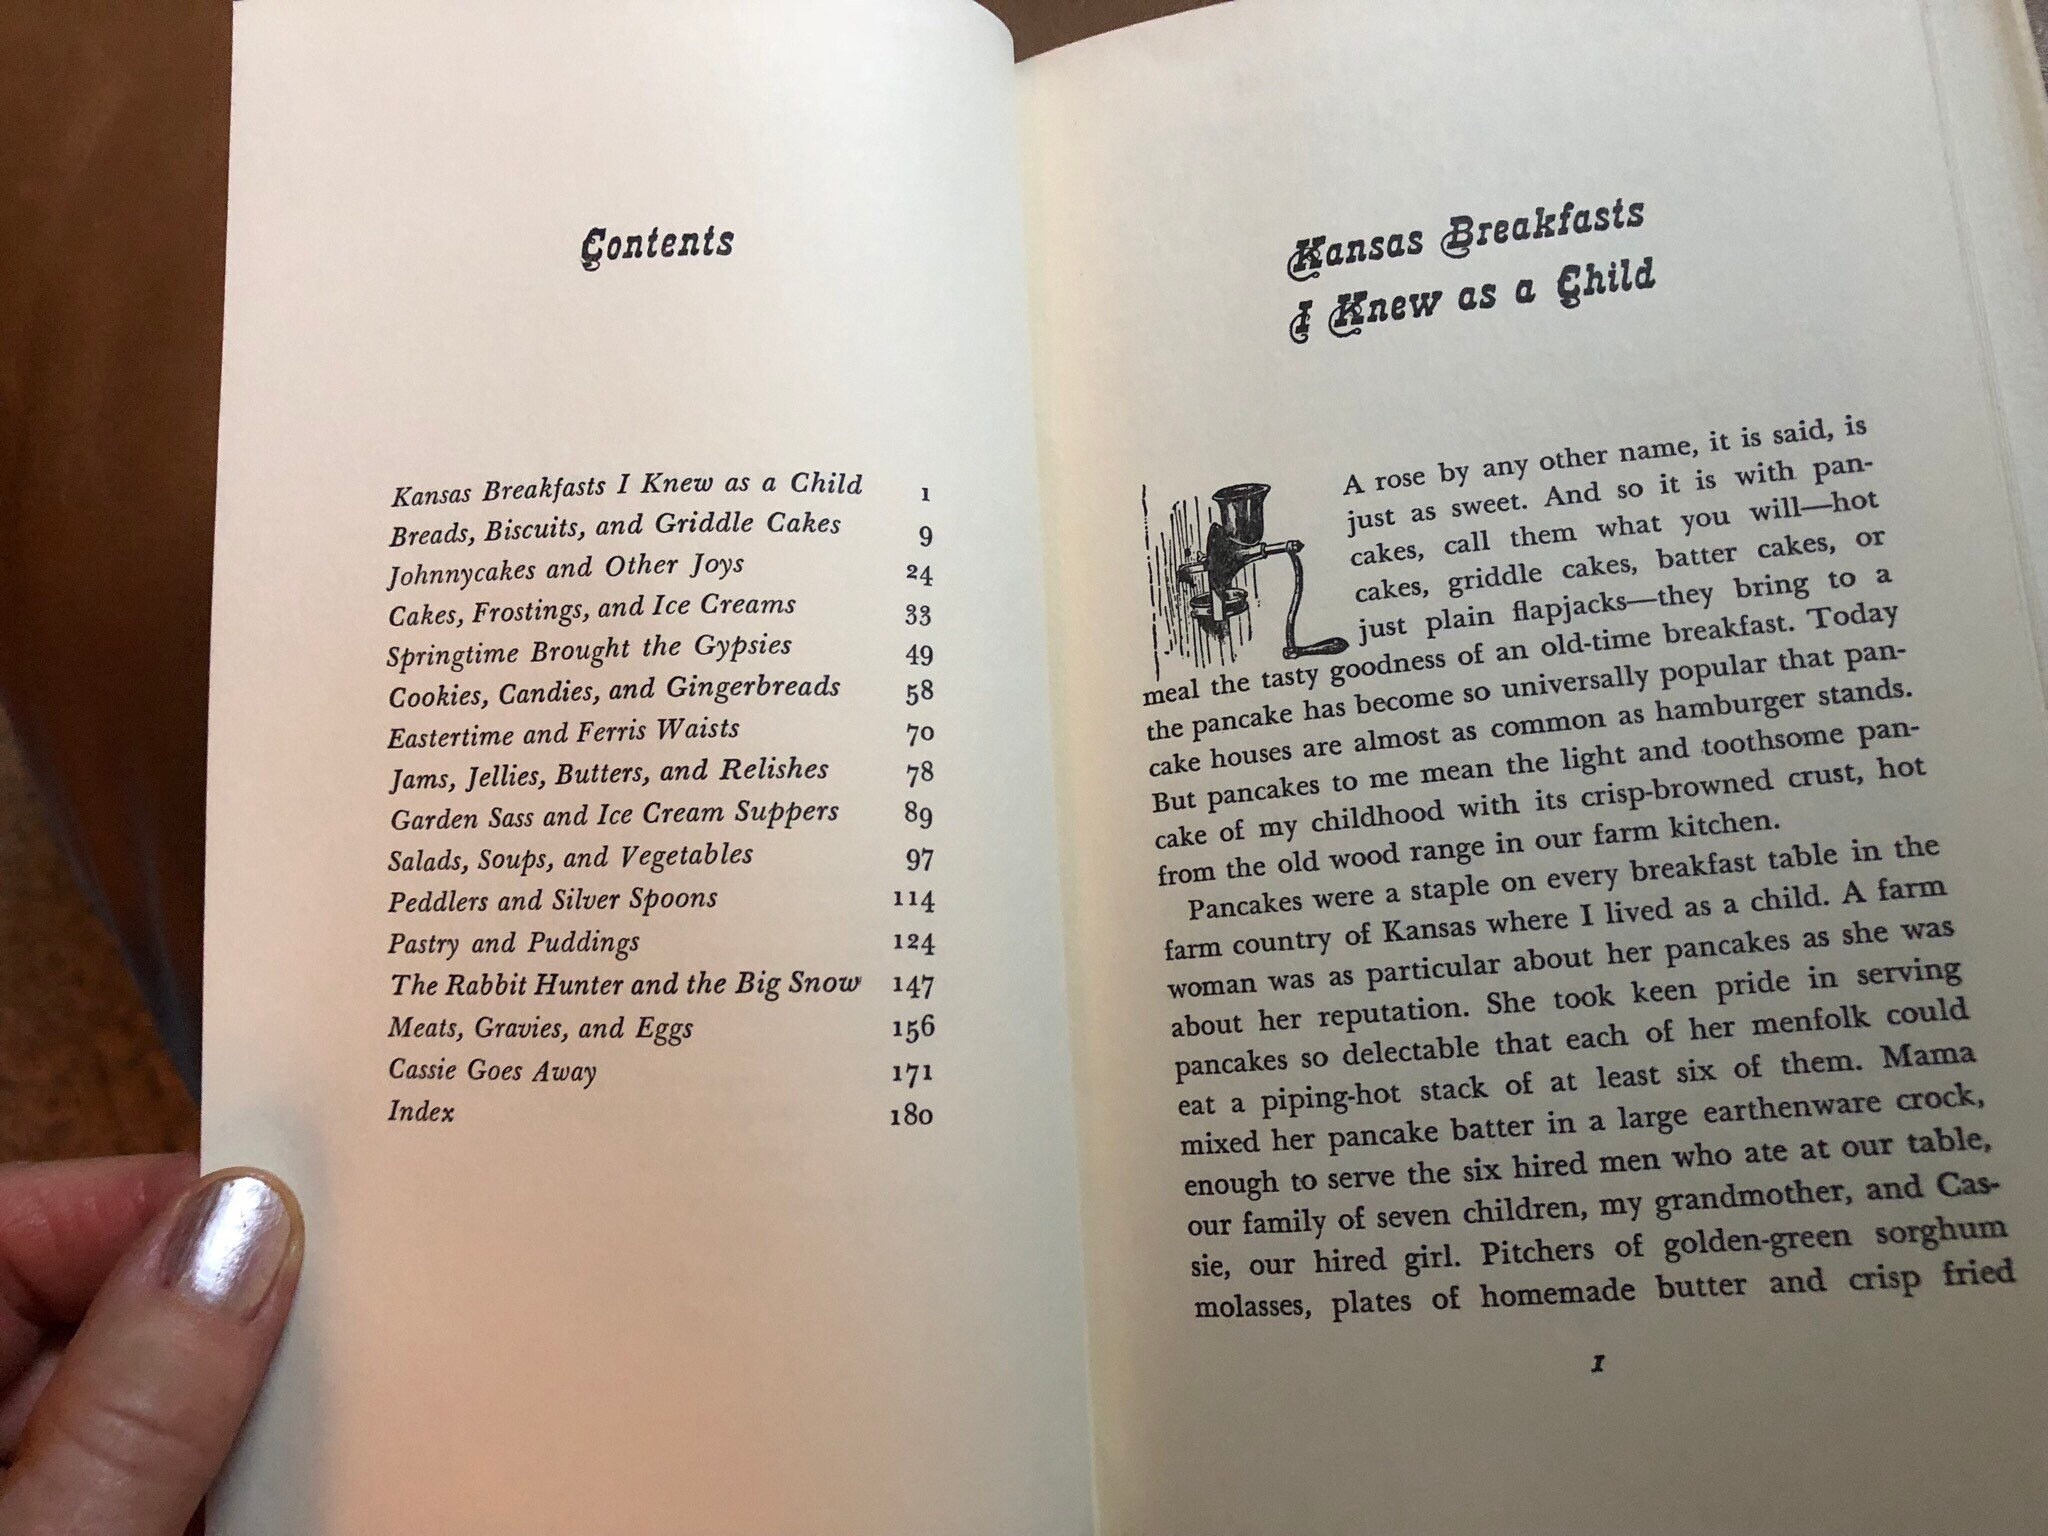 Contents
Kansas Breakfasts I Knew as a Child 1
Breads, Biscuits, and Griddle Cakes 9
Johnnycakes and Other Joys 24
Cakes, Frostings, and Ice Creams 33
Springtime Brought the Gypsies 49
Cookies, Candies, and Gingerbreads 58
Eastertime and Ferris Waists 70
Jams, Jellies, Butters, and Relishes 78
Garden Sass and Ice Cream Suppers 89
Salads, Soups, and Vegetables 97
Peddlers and Silver Spoons 114
Pastry and Puddings 124
The Rabbit Hunter and the Big Snow 147
Meats, Gravies, and Eggs 156
Cassie Goes Away 171
Index 180
Kansas Breakfasts
I Knew as a Child
A rose by any other name, it is said, is
just as sweet. And so it is with pan-
cakes, call them what you will—hot
cakes, griddle cakes, batter cakes, or
just plain flapjacks—they bring to a
meal the tasty goodness of an old-time breakfast. Today
the pancake has become so universally popular that pan-
cake houses are almost as common as hamburger stands.
But pancakes to me mean the light and toothsome pan-
cake of my childhood with its crisp-browned crust, hot
from the old wood range in our farm kitchen.
Pancakes were a staple on every breakfast table in the
farm country of Kansas where I lived as a child. A farm
woman was as particular about her pancakes as she was
about her reputation. She took keen pride in serving
pancakes so delectable that each of her menfolk could
eat a piping-hot stack of at least six of them. Mama
mixed her pancake batter in a large earthenware crock,
enough to serve the six hired men who ate at our table,
our family of seven children, my grandmother, and Cas-
sie, our hired girl. Pitchers of golden-green sorghum
molasses, plates of homemade butter and crisp fried
1